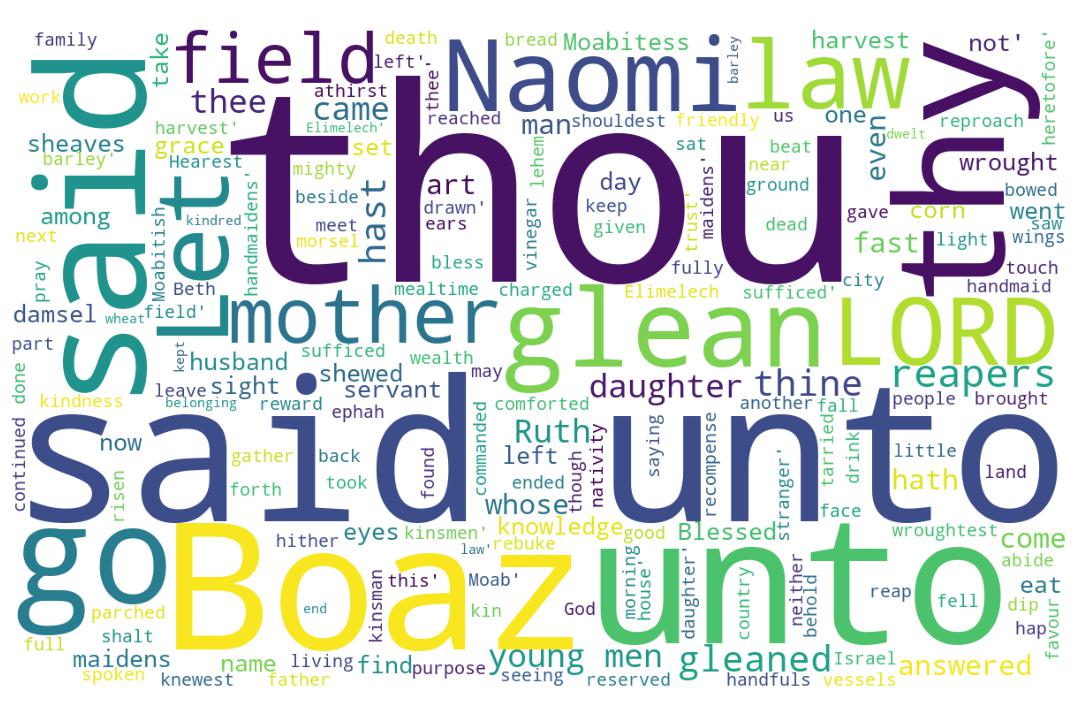 family
take
field
death
left'
thee
bread
Moabitess
harvest
not'
heretofore'
work
said
thee
athirst
came
Naomi
barley
law
thy
reached
man
shouldest
friendly
us
one
even
dwelt
reproach
sheaves
harvest'
grace
Elimelech'
set
thou
lehem
sat
beat
barley'
Hearest
mighty
art
day
near
wrought
among
Let
kindred
handmaidens'
beside
hast
drawn'
keep
maidens'
ground
gave
corn
bowed
next
Moabitish
meet
ears
vinegar
given
trust'
dead
went
saw
morsel
fast
light
wings
pray
bless
fully
city
touch
Beth
mealtime
charged
Elimelech
sufficed'
handmaid
damsel
wheat
field'
mother
glean
LORD
part
kept
husband
sufficed
wealth
reapers
done
leave
sight
shewed
servant
may
daughter
thine
kindness
belonging
reward
ephah
comforted
another
fall
people
brought
continued
said unto
now
gather
back
found
commanded
Ruth
left
though
nativity
saying
recompense
tarried
drink
little
risen
forth
took
ended
whose
stranger'
hath
land
face
go
Boaz
hither
eyes
kinsmen'
knowledge
good
Blessed
unto
wroughtest
come
law'
rebuke
abide
kinsman
this'
Moab'
God
morning
house'
daughter'
country
neither
behold
reap
fell
eat
parched
end
kin
dip
favour
full
shalt
hap
maidens
name
living
find
purpose
young men
gleaned
Israel
answered
spoken
knewest
father
seeing
reserved
handfuls
vessels